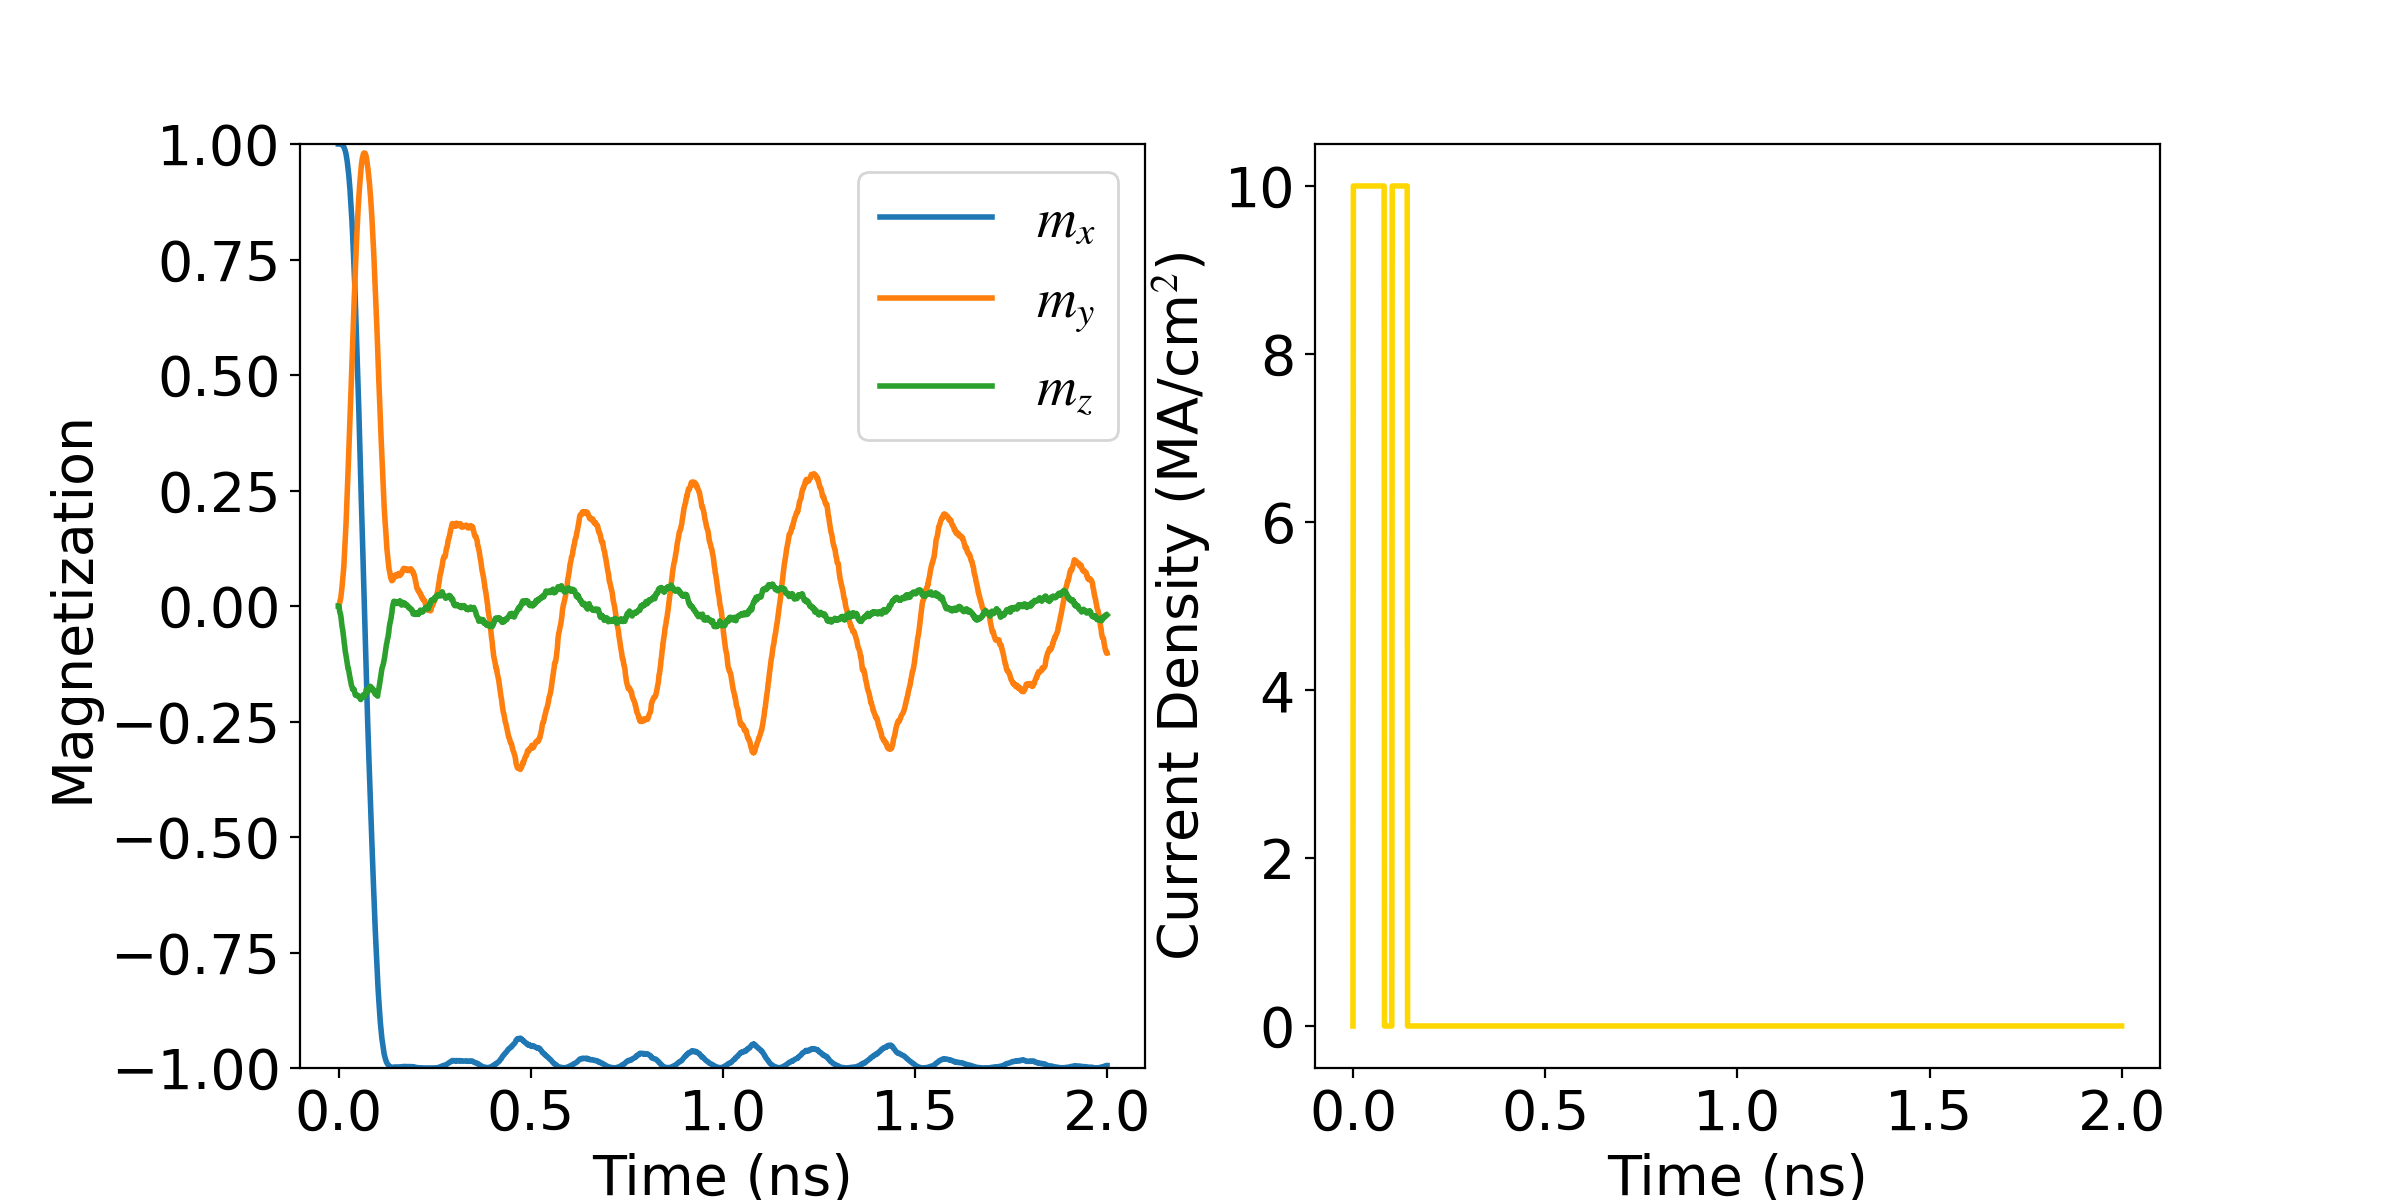 1.00
0.75
0.50
0.25
0.00
−0.25
−0.50
−0.75
−1.00
Magnetization
0.0 0.5 1.0 1.5 2.0
Time (ns)
m_x
m_y
m_z
10
8
6
4
2
0
Current Density (MA/cm²)
0.0 0.5 1.0 1.5 2.0
Time (ns)